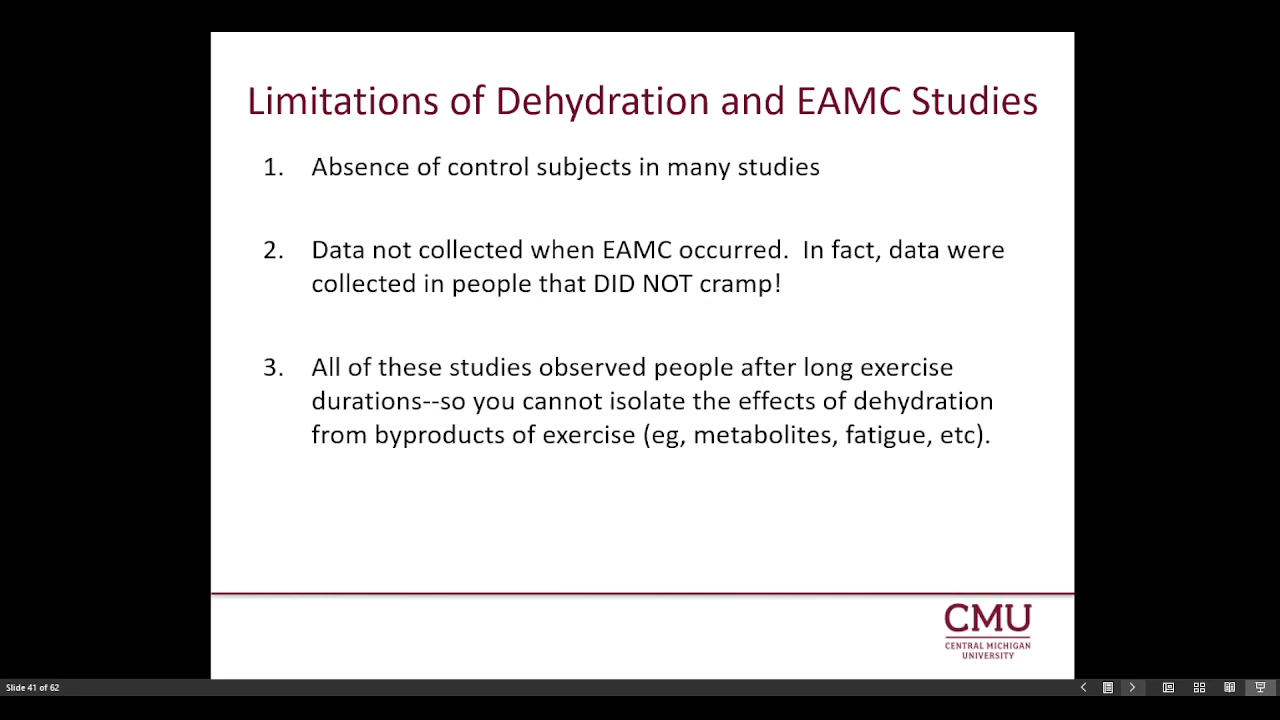 Limitations of Dehydration and EAMC Studies
1. Absence of control subjects in many studies
2. Data not collected when EAMC occurred.  In fact, data were
collected in people that DID NOT cramp!
3. All of these studies observed people after long exercise
durations--so you cannot isolate the effects of dehydration
from byproducts of exercise (eg, metabolites, fatigue, etc).
CMU
CENTRAL MICHIGAN
UNIVERSITY
Slide 41 of 62